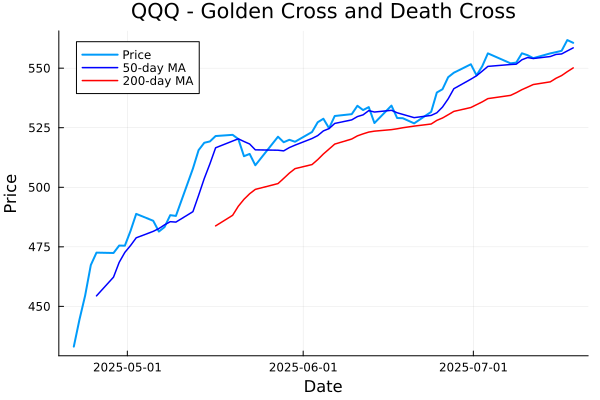 QQQ - Golden Cross and Death Cross
Price
50-day MA
200-day MA
550
525
500
475
450
Price
2025-05-01
2025-06-01
2025-07-01
Date